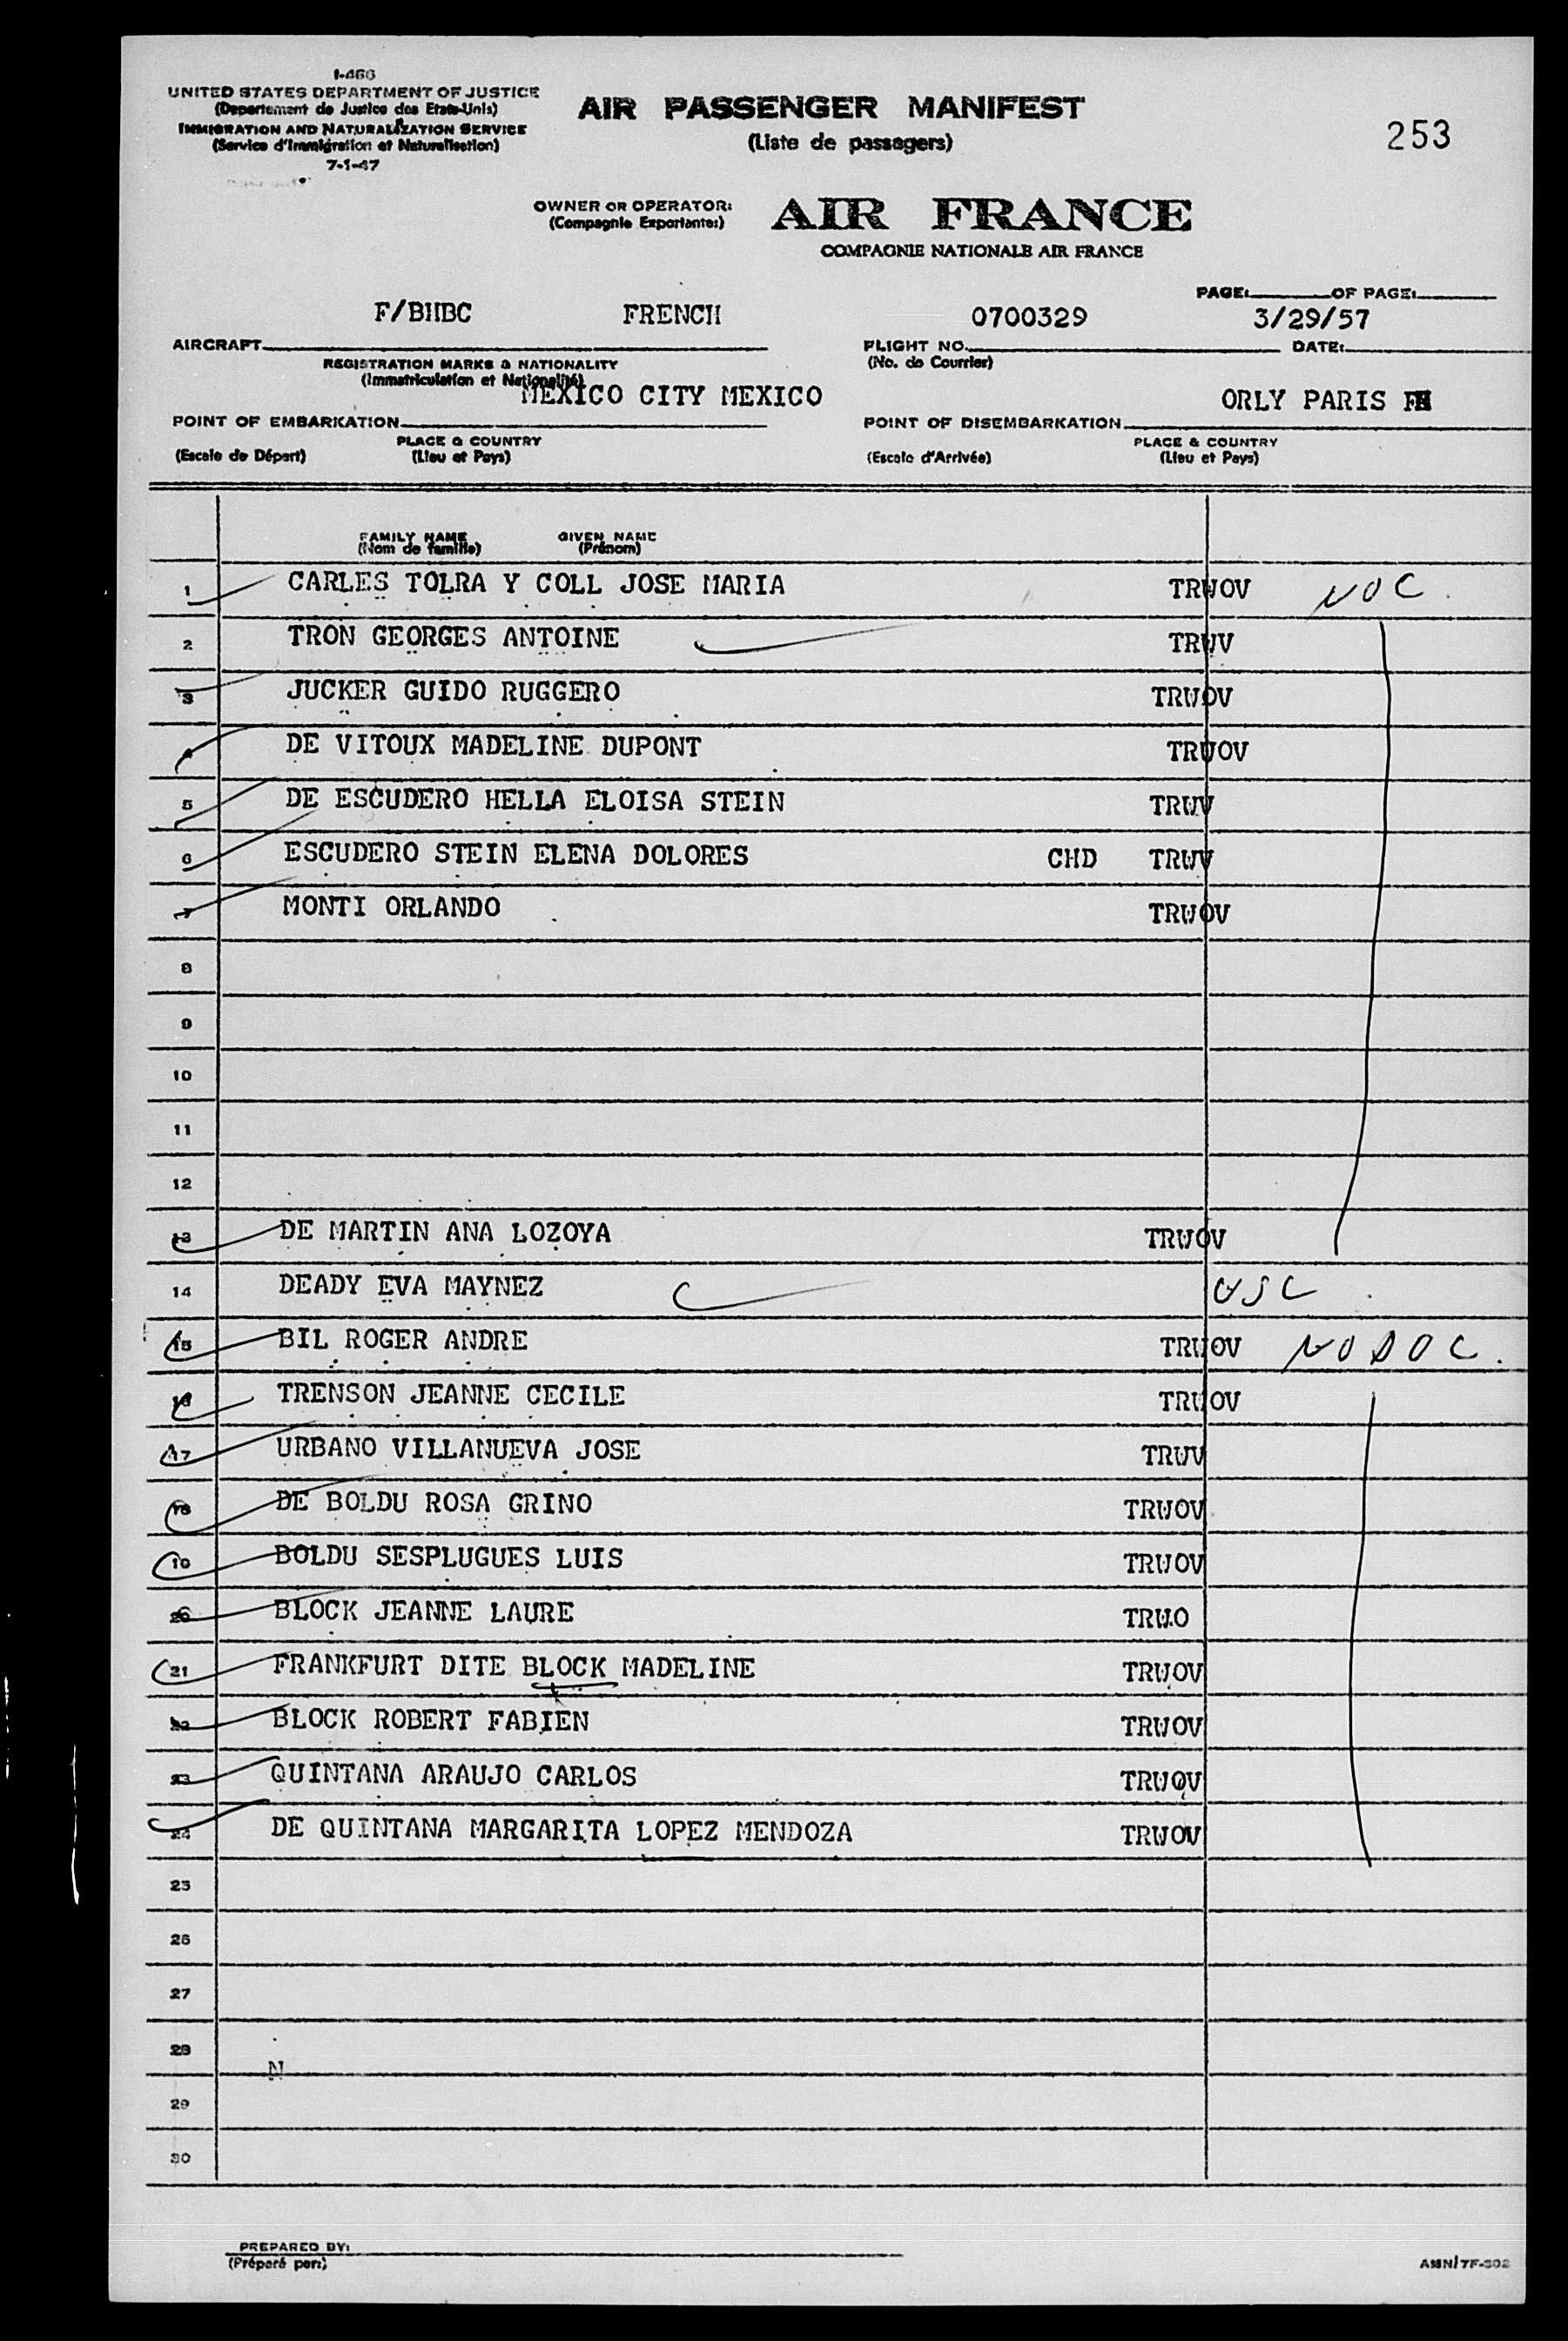 I-466
UNITED STATES DEPARTMENT OF JUSTICE
(Departement de Justice des Etats-Unis)
IMMIGRATION AND NATURALIZATION SERVICE
(Service d'Immigration et Naturalisation)
7-1-47
AIR PASSENGER MANIFEST
(Liste de passagers)
253
OWNER OR OPERATOR: AIR FRANCE
(Compagnie Exportante:)
COMPAGNIE NATIONALE AIR FRANCE
PAGE: OF PAGE:
F/BHBC FRENCH 0700329 3/29/57
AIRCRAFT FLIGHT NO. DATE:
REGISTRATION MARKS & NATIONALITY (No. de Courrier)
(Immatriculation et Nationalité)
MEXICO CITY MEXICO ORLY PARIS
POINT OF EMBARKATION POINT OF DISEMBARKATION
PLACE & COUNTRY PLACE & COUNTRY
(Escale de Départ) (Lieu et Pays) (Escale d'Arrivée) (Lieu et Pays)
FAMILY NAME GIVEN NAME
(Nom de famille) (Prénom)
1 CARLES TOLRA Y COLL JOSE MARIA TRWOV NOC.
2 TRON GEORGES ANTOINE TRWV
3 JUCKER GUIDO RUGGERO TRWOV
4 DE VITOUX MADELINE DUPONT TRWOV
5 DE ESCUDERO HELLA ELOISA STEIN TRWV
6 ESCUDERO STEIN ELENA DOLORES CHD TRWV
7 MONTI ORLANDO TRWOV
8
9
10
11
12
13 DE MARTIN ANA LOZOYA TRWOV
14 DEADY EVA MAYNEZ USC
15 BIL ROGER ANDRE TRWOV NO DOC.
16 TRENSON JEANNE CECILE TRWOV
17 URBANO VILLANUEVA JOSE TRWV
18 DE BOLDU ROSA GRINO TRWOV
19 BOLDU SESPLUGUES LUIS TRWOV
20 BLOCK JEANNE LAURE TRWO
21 FRANKFURT DITE BLOCK MADELINE TRWOV
22 BLOCK ROBERT FABIEN TRWOV
23 QUINTANA ARAUJO CARLOS TRWOV
24 DE QUINTANA MARGARITA LOPEZ MENDOZA TRWOV
25
26
27
28 N
29
30
PREPARED BY:
(Préparé par:)